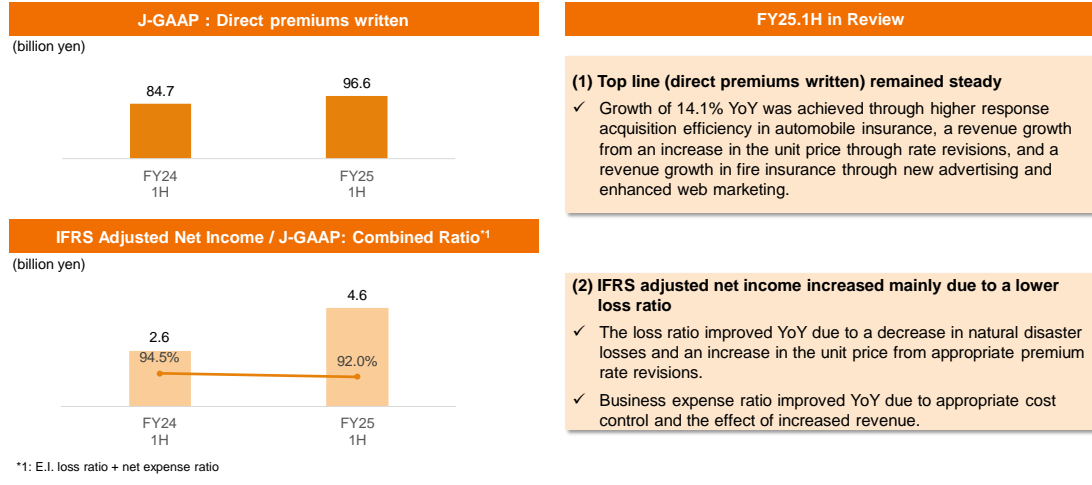 J-GAAP : Direct premiums written
(billion yen)
84.7
96.6
FY24
1H
FY25
1H
IFRS Adjusted Net Income / J-GAAP: Combined Ratio*1
(billion yen)
2.6
94.5%
4.6
92.0%
FY24
1H
FY25
1H
*1: E.I. loss ratio + net expense ratio
FY25.1H in Review
(1) Top line (direct premiums written) remained steady
✓ Growth of 14.1% YoY was achieved through higher response
acquisition efficiency in automobile insurance, a revenue growth
from an increase in the unit price through rate revisions, and a
revenue growth in fire insurance through new advertising and
enhanced web marketing.
(2) IFRS adjusted net income increased mainly due to a lower
loss ratio
✓ The loss ratio improved YoY due to a decrease in natural disaster
losses and an increase in the unit price from appropriate premium
rate revisions.
✓ Business expense ratio improved YoY due to appropriate cost
control and the effect of increased revenue.